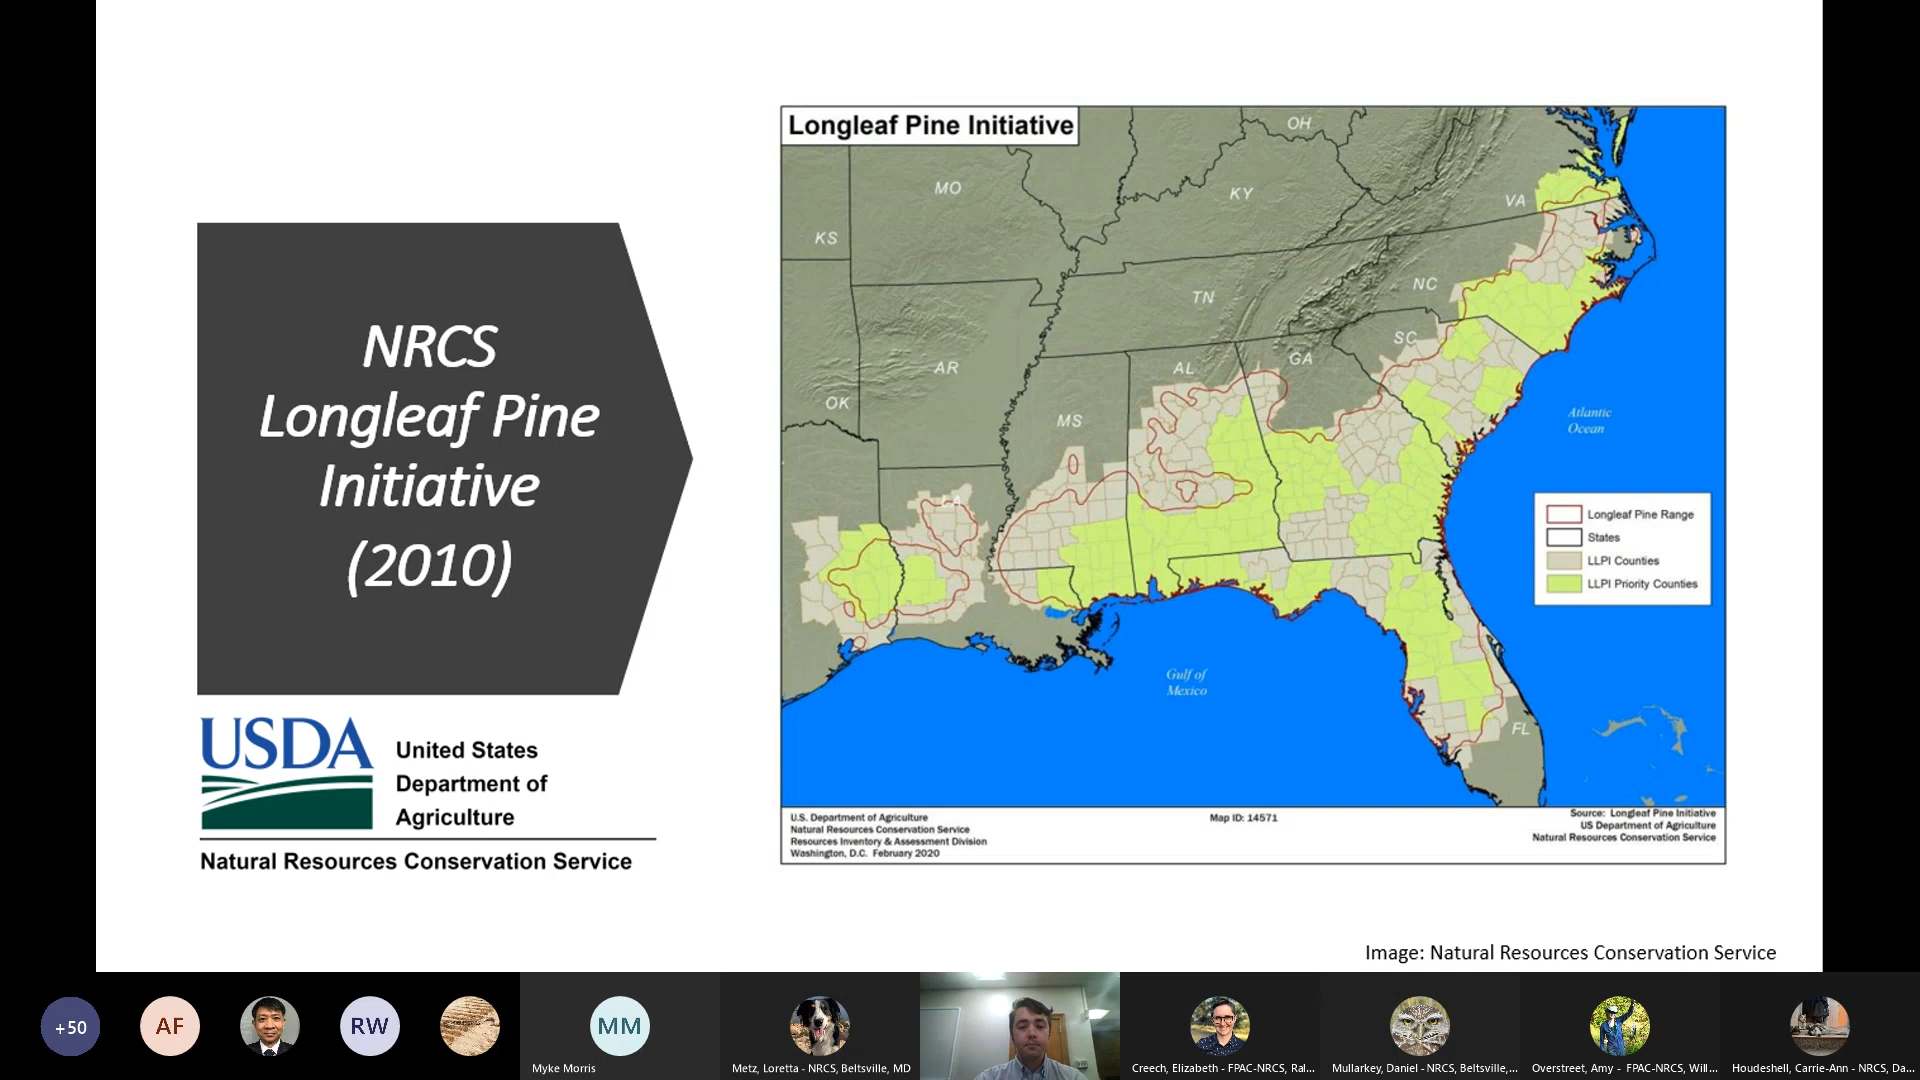 Longleaf Pine Initiative
OH
MO
KY
VA
KS
NC
TN
SC
GA
AR
AL
OK
MS
LA
FL
Atlantic
Ocean
Gulf of
Mexico
Longleaf Pine Range
States
LLPI Counties
LLPI Priority Counties
U.S. Department of Agriculture
Natural Resources Conservation Service
Resources Inventory & Assessment Division
Washington, D.C. February 2020
Map ID: 14571
Source: Longleaf Pine Initiative
US Department of Agriculture
Natural Resources Conservation Service
NRCS
Longleaf Pine
Initiative
(2010)
USDA
United States
Department of
Agriculture
Natural Resources Conservation Service
Image: Natural Resources Conservation Service
+50
AF
RW
MM
Myke Morris
Metz, Loretta - NRCS, Beltsville, MD
Creech, Elizabeth - FPAC-NRCS, Ral...
Mullarkey, Daniel - NRCS, Beltsville,...
Overstreet, Amy - FPAC-NRCS, Will...
Houdeshell, Carrie-Ann - NRCS, Da...